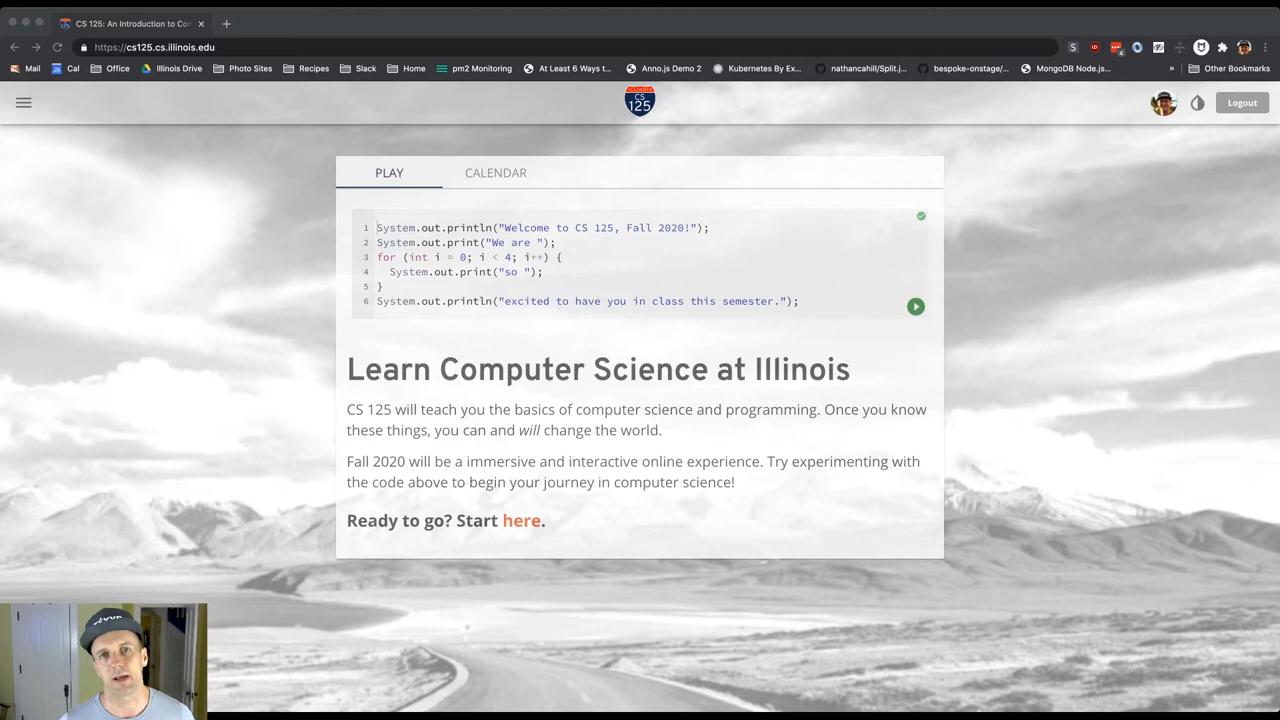 CS 125: An Introduction to Con
https://cs125.cs.illinois.edu
Mail Cal Office Illinois Drive Photo Sites Recipes Slack Home pm2 Monitoring At Least 6 Ways t... Anno.js Demo 2 Kubernetes By Ex... nathancahill/Split.j... bespoke-onstage/... MongoDB Node.js... » Other Bookmarks
ILLINOIS
CS
125
Logout
PLAY CALENDAR
1 System.out.println("Welcome to CS 125, Fall 2020!");
2 System.out.print("We are ");
3 for (int i = 0; i < 4; i++) {
4 System.out.print("so ");
5 }
6 System.out.println("excited to have you in class this semester.");
Learn Computer Science at Illinois
CS 125 will teach you the basics of computer science and programming. Once you know
these things, you can and will change the world.
Fall 2020 will be a immersive and interactive online experience. Try experimenting with
the code above to begin your journey in computer science!
Ready to go? Start here.